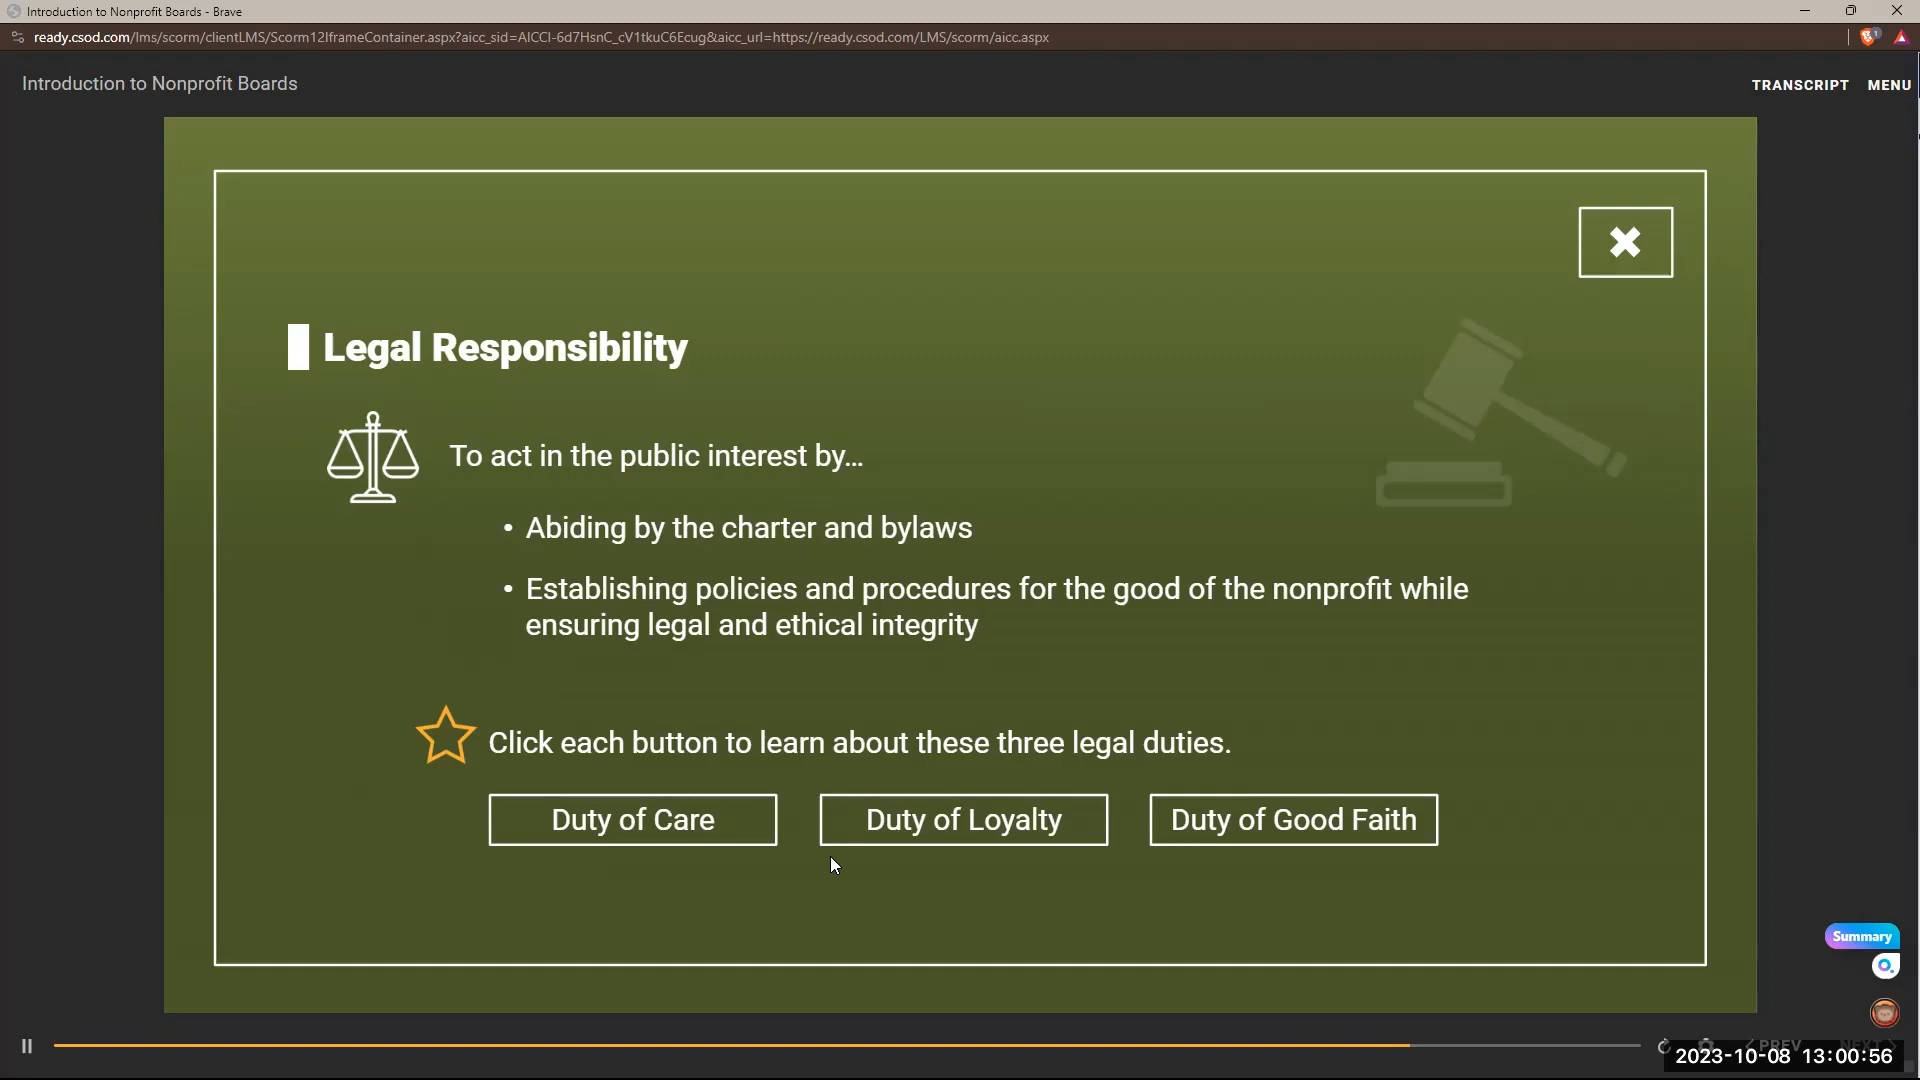 Introduction to Nonprofit Boards - Brave
ready.csod.com/lms/scorm/clientLMS/Scorm12IframeContainer.aspx?aicc_sid=AICCI-6d7HsnC_cV1tkuC6Ecug&aicc_url=https://ready.csod.com/LMS/scorm/aicc.aspx
Introduction to Nonprofit Boards
TRANSCRIPT MENU
Legal Responsibility
To act in the public interest by...
• Abiding by the charter and bylaws
• Establishing policies and procedures for the good of the nonprofit while
ensuring legal and ethical integrity
Click each button to learn about these three legal duties.
Duty of Care Duty of Loyalty Duty of Good Faith
Summary
PREV NEXT
2023-10-08 13:00:56